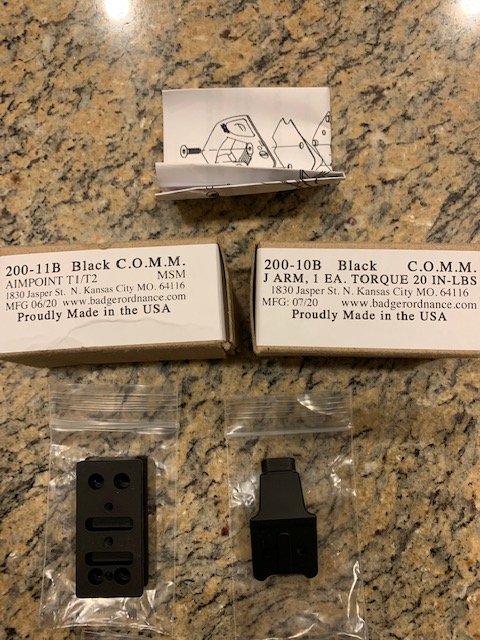 200-11B Black C.O.M.M.
AIMPOINT T1/T2 MSM
1830 Jasper St. N. Kansas City MO. 64116
MFG 06/20 www.badgerordnance.com
Proudly Made in the USA
200-10B Black C.O.M.M.
J ARM, 1 EA. TORQUE 20 IN-LBS
1830 Jasper St. N. Kansas City MO. 64116
MFG: 07/20 www.badgerordnance.com
Proudly Made in the USA